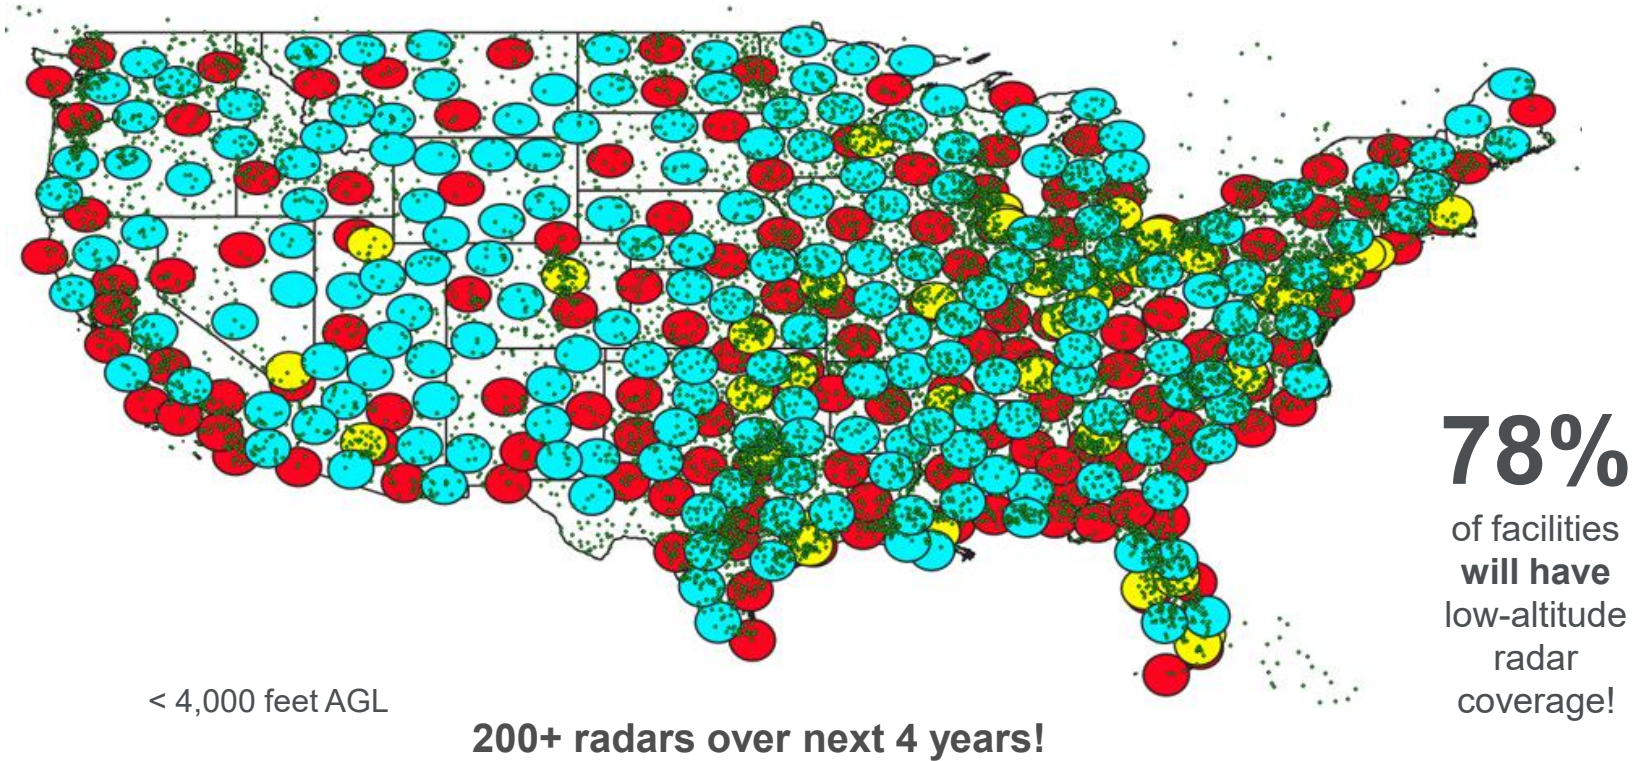 78%
of facilities
will have
low-altitude
radar
coverage!
< 4,000 feet AGL
200+ radars over next 4 years!